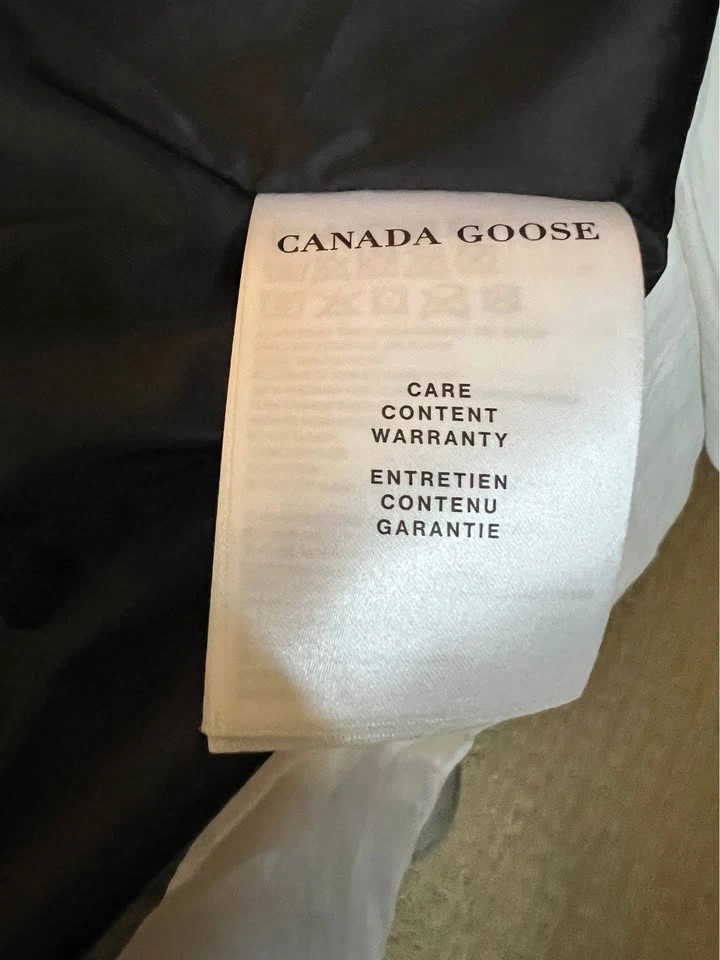 CANADA GOOSE
CARE
CONTENT
WARRANTY
ENTRETIEN
CONTENU
GARANTIE